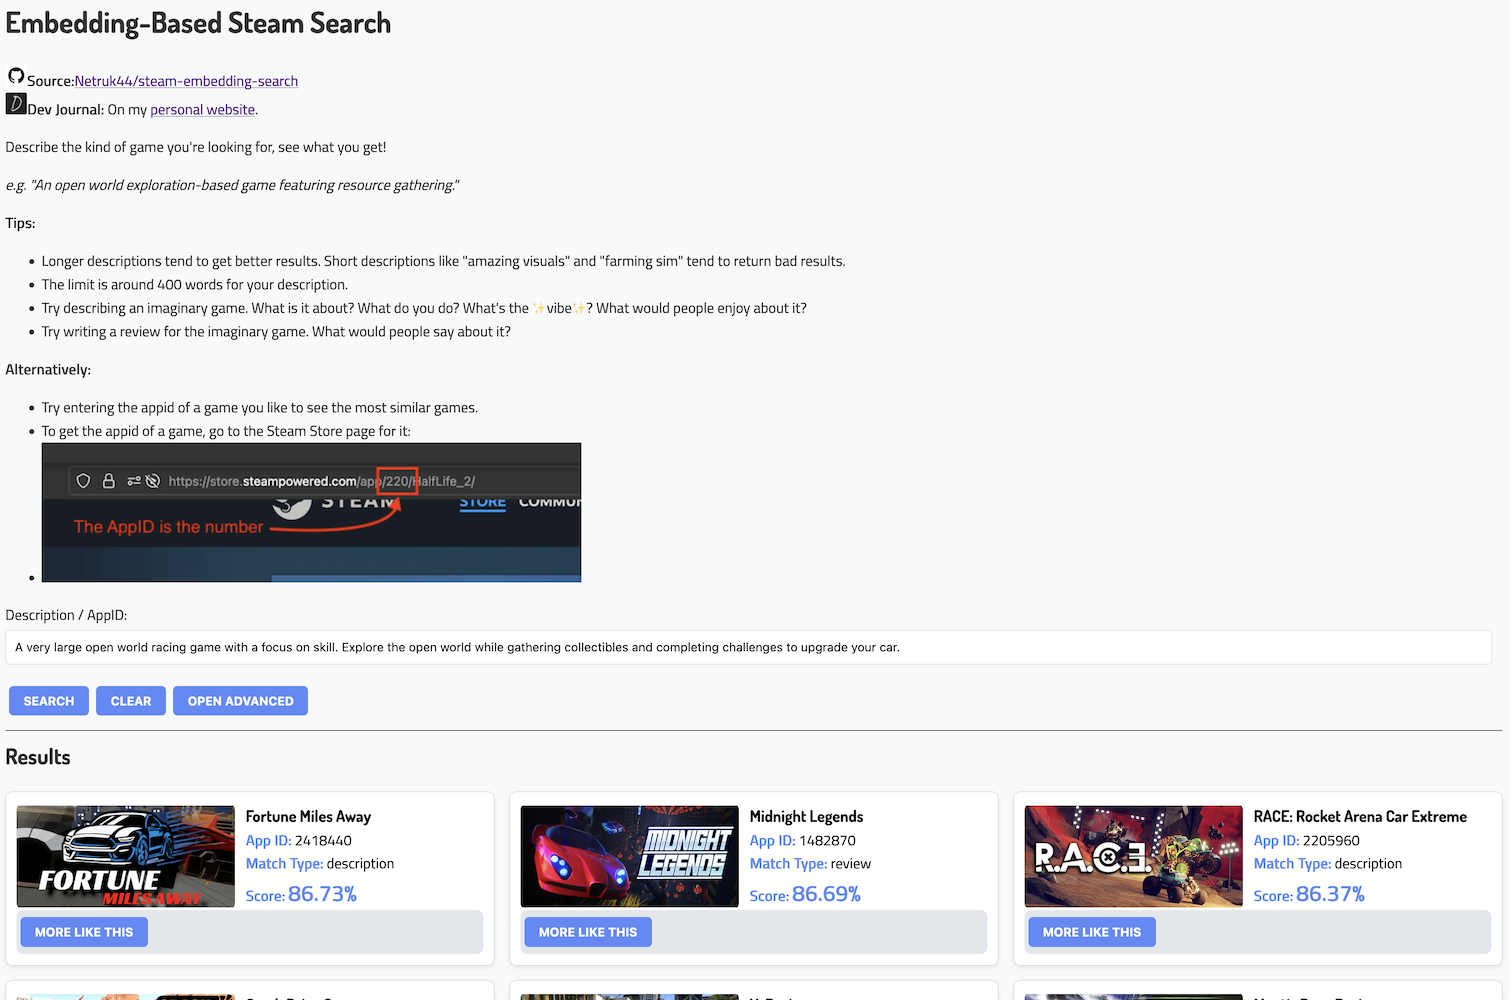 Embedding-Based Steam Search
Source:Netruk44/steam-embedding-search
Dev Journal: On my personal website.
Describe the kind of game you're looking for, see what you get!
e.g. "An open world exploration-based game featuring resource gathering."
Tips:
Longer descriptions tend to get better results. Short descriptions like "amazing visuals" and "farming sim" tend to return bad results.
The limit is around 400 words for your description.
Try describing an imaginary game. What is it about? What do you do? What's the ✨vibe✨? What would people enjoy about it?
Try writing a review for the imaginary game. What would people say about it?
Alternatively:
Try entering the appid of a game you like to see the most similar games.
To get the appid of a game, go to the Steam Store page for it:
https://store.steampowered.com/app/220/HalfLife_2/
STEAM STORE COMMUN
The AppID is the number
Description / AppID:
A very large open world racing game with a focus on skill. Explore the open world while gathering collectibles and completing challenges to upgrade your car.
SEARCH CLEAR OPEN ADVANCED
Results
FORTUNE
MILES AWAY
Fortune Miles Away
App ID: 2418440
Match Type: description
Score: 86.73%
MORE LIKE THIS
MIDNIGHT
LEGENDS
Midnight Legends
App ID: 1482870
Match Type: review
Score: 86.69%
MORE LIKE THIS
R.A.C.E.
RACE: Rocket Arena Car Extreme
App ID: 2205960
Match Type: description
Score: 86.37%
MORE LIKE THIS